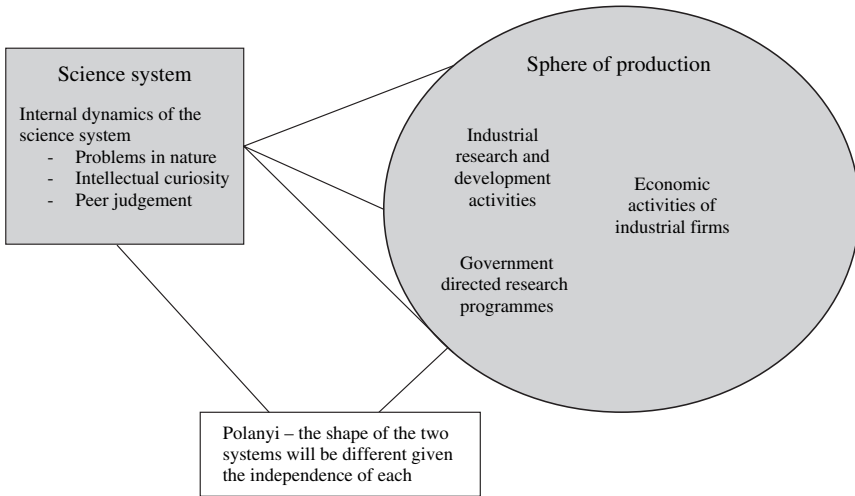 Science system
Internal dynamics of the
science system
- Problems in nature
- Intellectual curiosity
- Peer judgement
Sphere of production
Industrial
research and
development
activities
Economic
activities of
industrial firms
Government
directed research
programmes
Polanyi – the shape of the two
systems will be different given
the independence of each